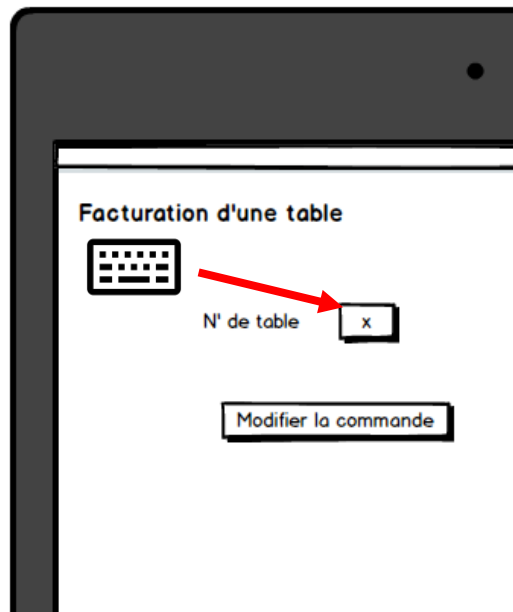 Facturation d'une table
N' de table
x
Modifier la commande